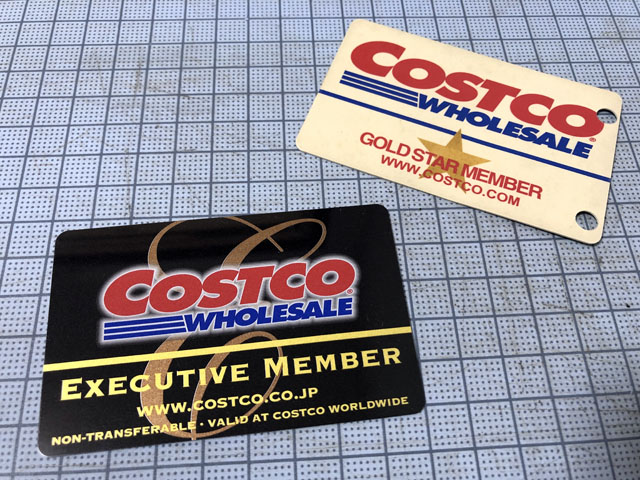 COSTCO
WHOLESALE
GOLD STAR MEMBER
WWW.COSTCO.COM
COSTCO
WHOLESALE
EXECUTIVE MEMBER
WWW.COSTCO.CO.JP
NON-TRANSFERABLE · VALID AT COSTCO WORLDWIDE